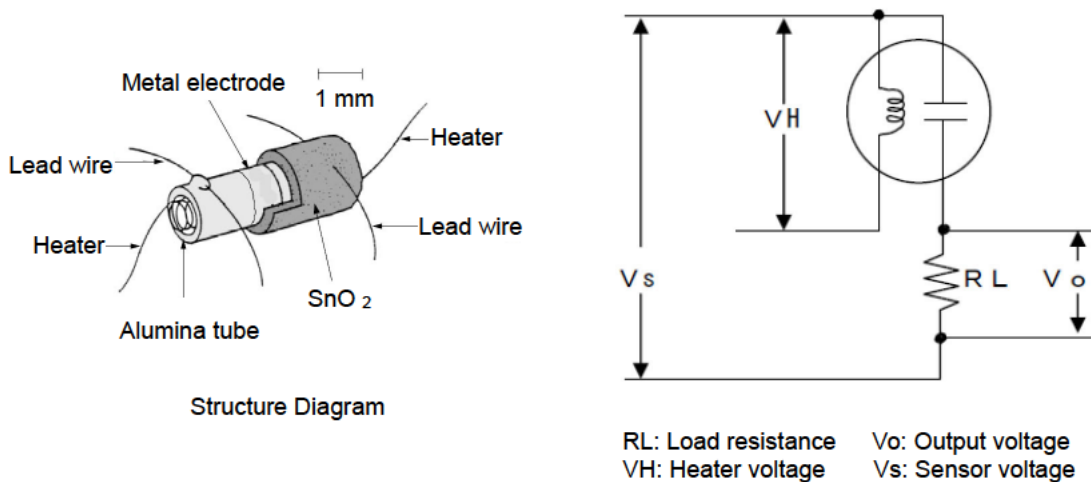 Metal electrode
1 mm
Heater
Lead wire
Heater
Lead wire
SnO 2
Alumina tube
Structure Diagram
VH
Vs
RL
Vo
RL: Load resistance Vo: Output voltage
VH: Heater voltage Vs: Sensor voltage